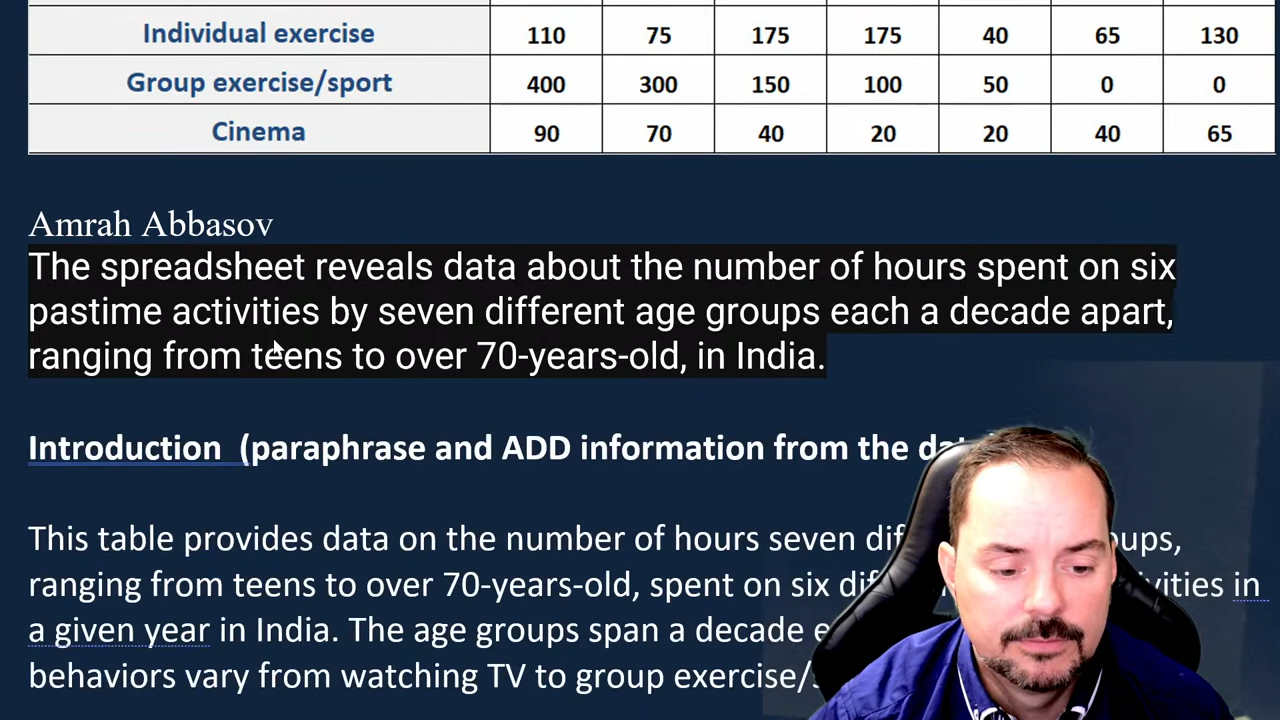 Individual exercise 110 75 175 175 40 65 130
Group exercise/sport 400 300 150 100 50 0 0
Cinema 90 70 40 20 20 40 65
Amrah Abbasov
The spreadsheet reveals data about the number of hours spent on six
pastime activities by seven different age groups each a decade apart,
ranging from teens to over 70-years-old, in India.
Introduction (paraphrase and ADD information from the
This table provides data on the number of hours seven
ranging from teens to over 70-years-old, spent on six in
a given year in India. The age groups span a decade
behaviors vary from watching TV to group exercise/